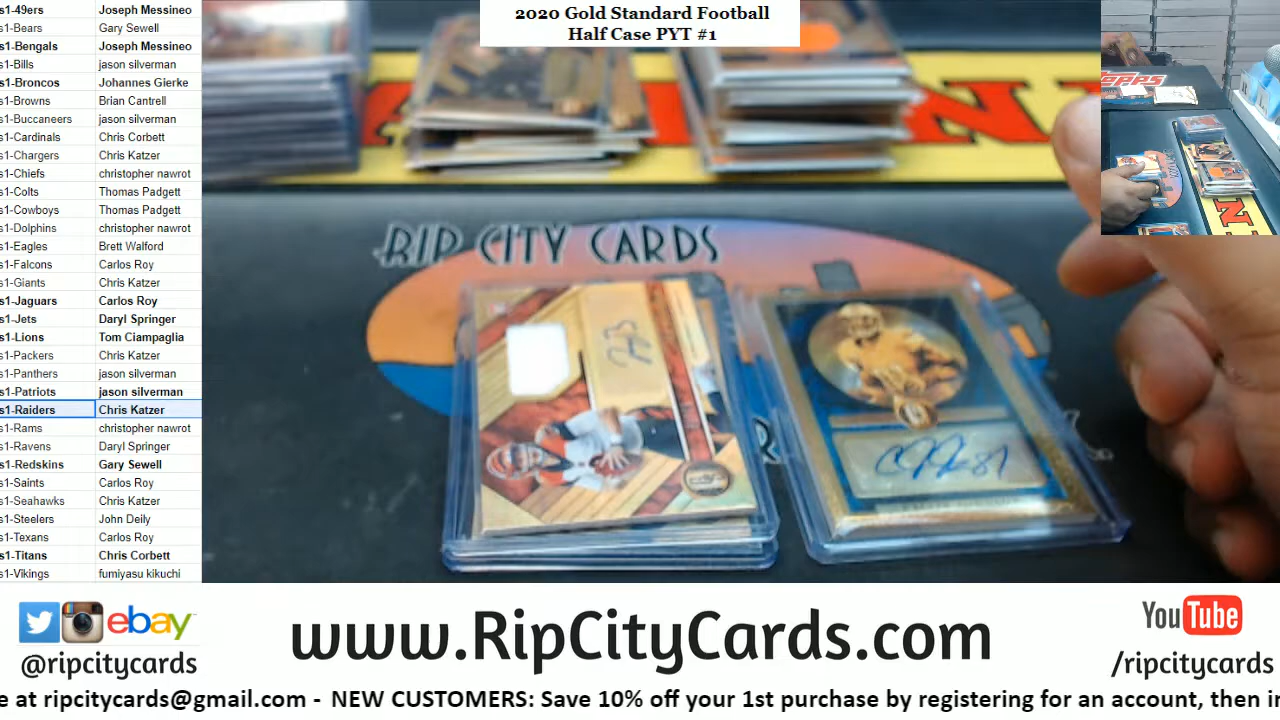 2020 Gold Standard Football
Half Case PYT #1
s1-49ers Joseph Messineo
s1-Bears Gary Sewell
s1-Bengals Joseph Messineo
s1-Bills jason silverman
s1-Broncos Johannes Gierke
s1-Browns Brian Cantrell
s1-Buccaneers jason silverman
s1-Cardinals Chris Corbett
s1-Chargers Chris Katzer
s1-Chiefs christopher nawrot
s1-Colts Thomas Padgett
s1-Cowboys Thomas Padgett
s1-Dolphins christopher nawrot
s1-Eagles Brett Walford
s1-Falcons Carlos Roy
s1-Giants Chris Katzer
s1-Jaguars Carlos Roy
s1-Jets Daryl Springer
s1-Lions Tom Ciampaglia
s1-Packers Chris Katzer
s1-Panthers jason silverman
s1-Patriots jason silverman
s1-Raiders Chris Katzer
s1-Rams christopher nawrot
s1-Ravens Daryl Springer
s1-Redskins Gary Sewell
s1-Saints Carlos Roy
s1-Seahawks Chris Katzer
s1-Steelers John Deily
s1-Texans Carlos Roy
s1-Titans Chris Corbett
s1-Vikings fumiyasu kikuchi
RIP CITY CARDS
TOPPS
ebay
@ripcitycards
www.RipCityCards.com
YouTube
/ripcitycards
e at ripcitycards@gmail.com - NEW CUSTOMERS: Save 10% off your 1st purchase by registering for an account, then in